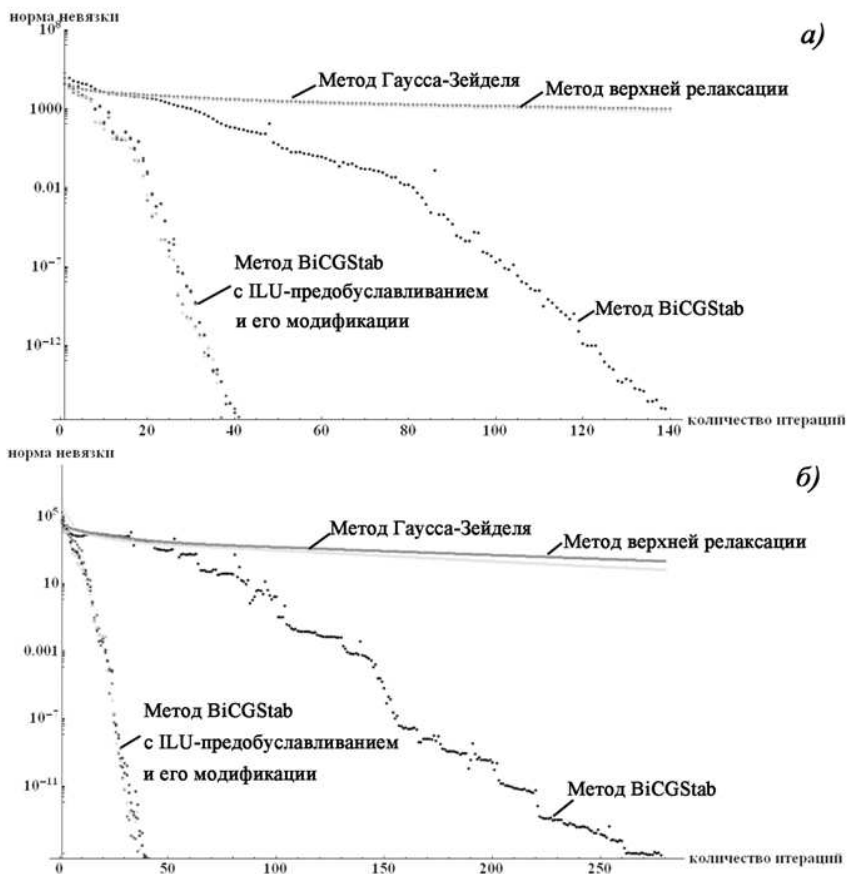 норма невязки
а)
10⁸
1000
0.01
10⁻⁷
10⁻¹²
Метод Гаусса-Зейделя
Метод верхней релаксации
Метод BiCGStab
с ILU-предобуславливанием
и его модификации
Метод BiCGStab
0 20 40 60 80 100 120 140
количество итераций
норма невязки
б)
10
0.001
10⁻⁷
10⁻¹¹
Метод Гаусса-Зейделя
Метод верхней релаксации
Метод BiCGStab
с ILU-предобуславливанием
и его модификации
Метод BiCGStab
0 50 100 150 200 250
количество итераций